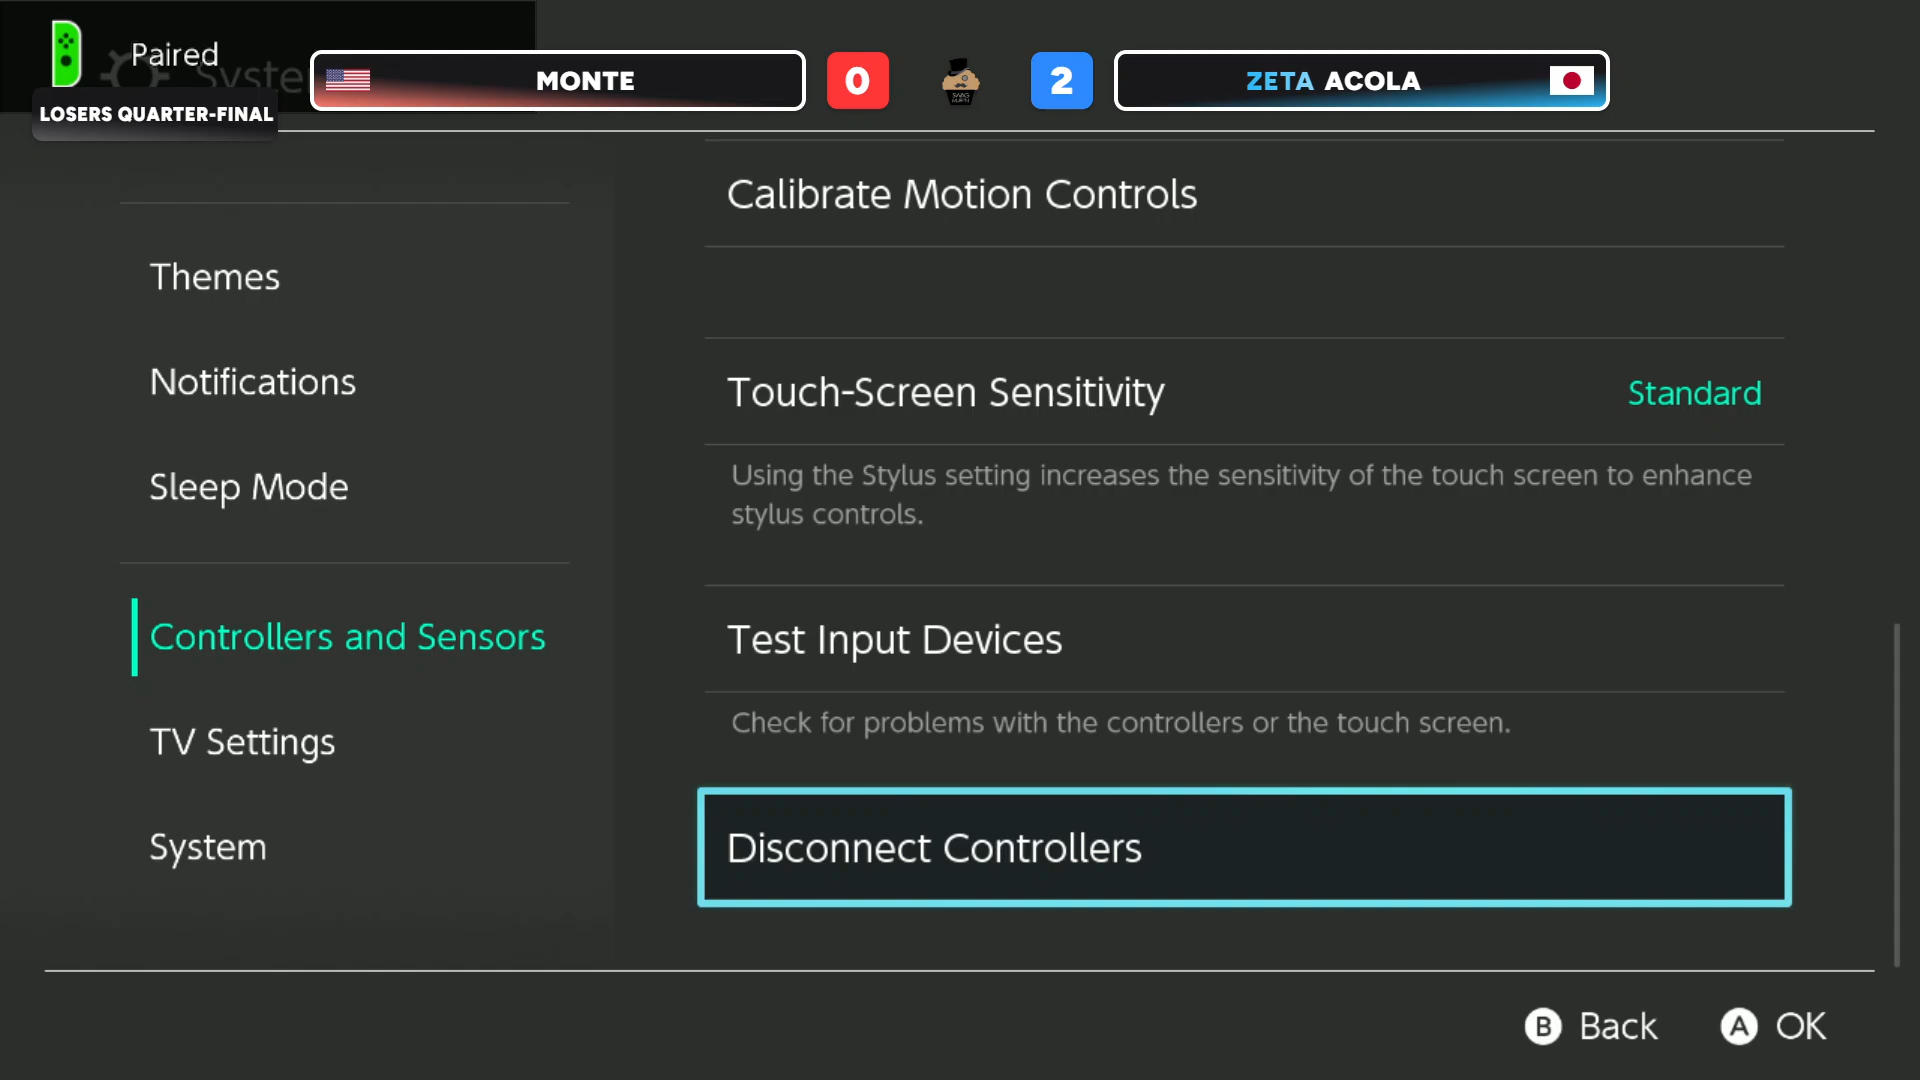 Paired
Syste
LOSERS QUARTER-FINAL
MONTE
0
2
ZETA ACOLA
Themes
Notifications
Sleep Mode
Controllers and Sensors
TV Settings
System
Calibrate Motion Controls
Touch-Screen Sensitivity
Standard
Using the Stylus setting increases the sensitivity of the touch screen to enhance
stylus controls.
Test Input Devices
Check for problems with the controllers or the touch screen.
Disconnect Controllers
B Back
A OK